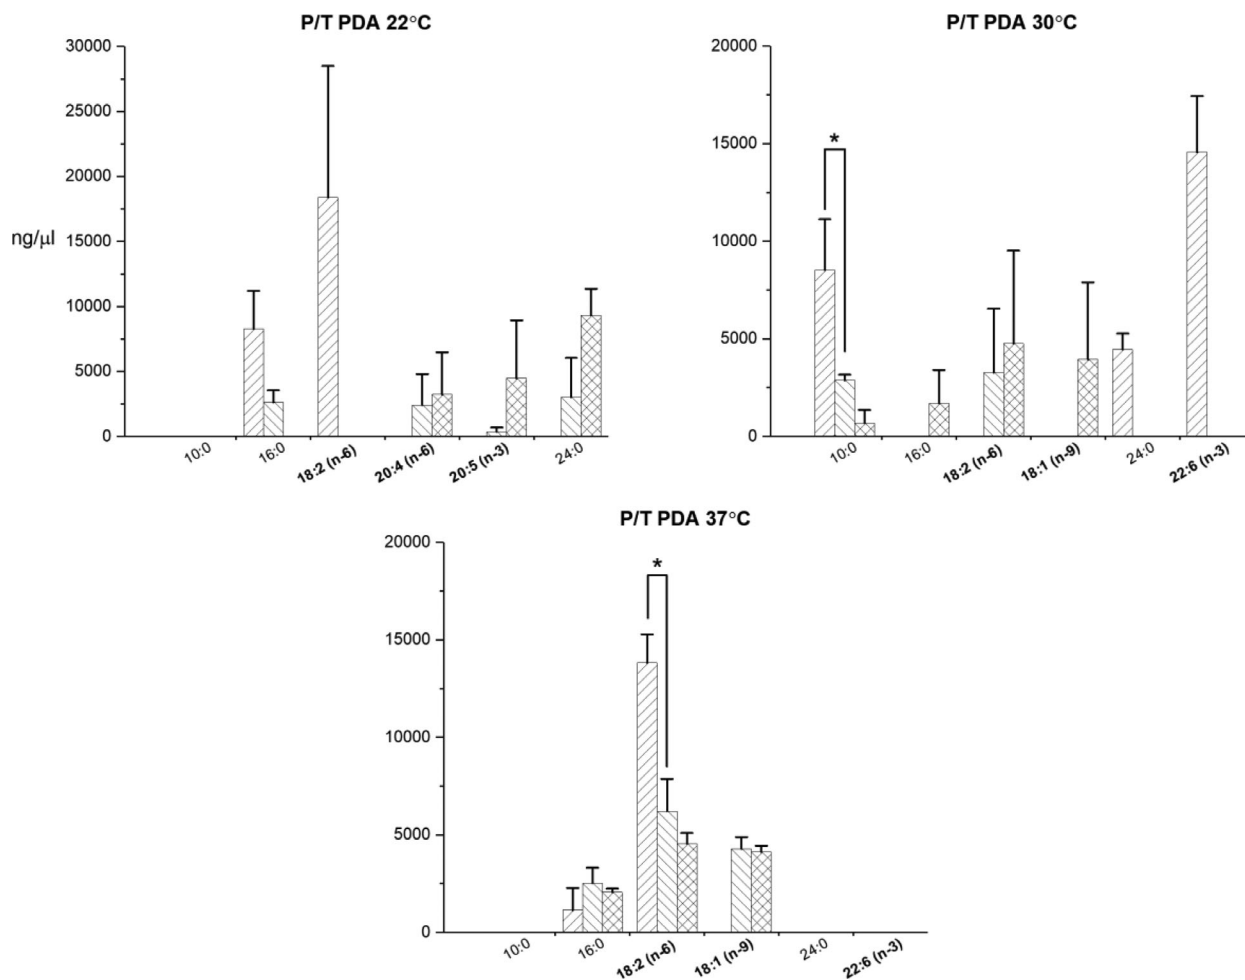 P/T PDA 22°C
30000
25000
20000
15000
10000
5000
0
ng/µl
10:0
16:0
18:2 (n-6)
20:4 (n-6)
20:5 (n-3)
24:0
P/T PDA 30°C
20000
15000
10000
5000
0
*
10:0
16:0
18:2 (n-6)
18:1 (n-9)
24:0
22:6 (n-3)
P/T PDA 37°C
20000
15000
10000
5000
0
*
10:0
16:0
18:2 (n-6)
18:1 (n-9)
24:0
22:6 (n-3)